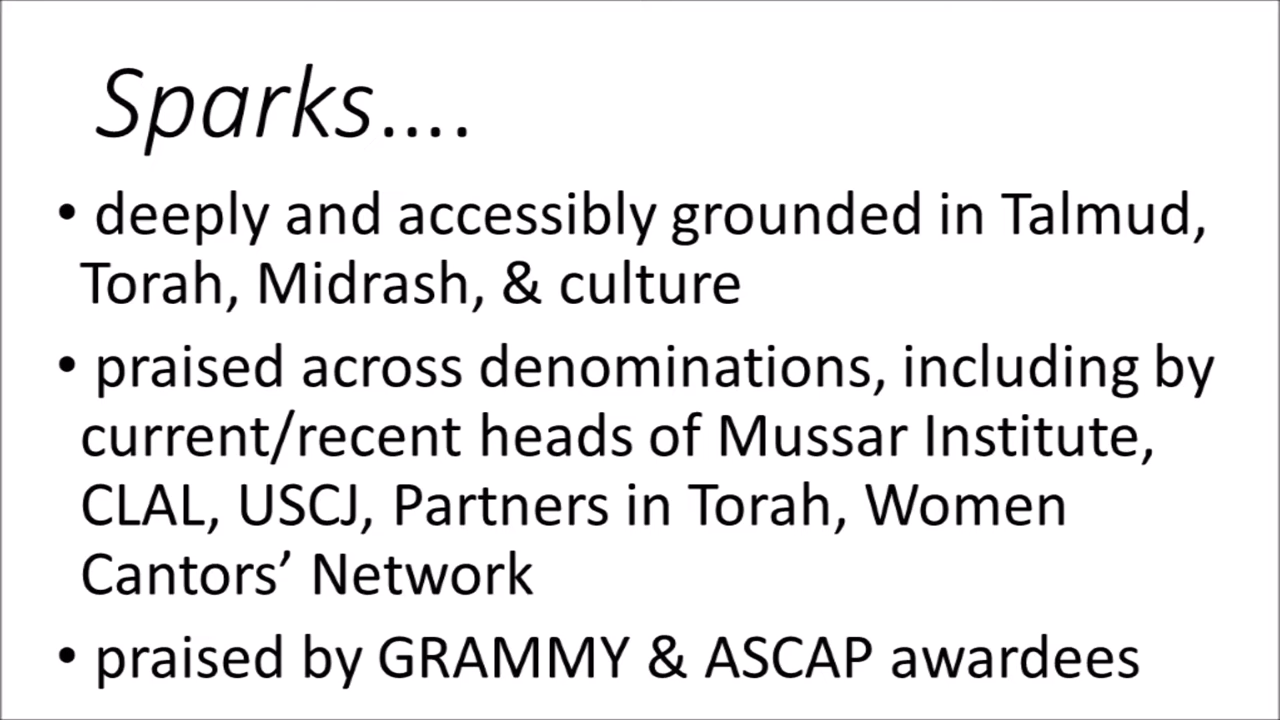 Sparks....
• deeply and accessibly grounded in Talmud,
Torah, Midrash, & culture
• praised across denominations, including by
current/recent heads of Mussar Institute,
CLAL, USCJ, Partners in Torah, Women
Cantors’ Network
• praised by GRAMMY & ASCAP awardees